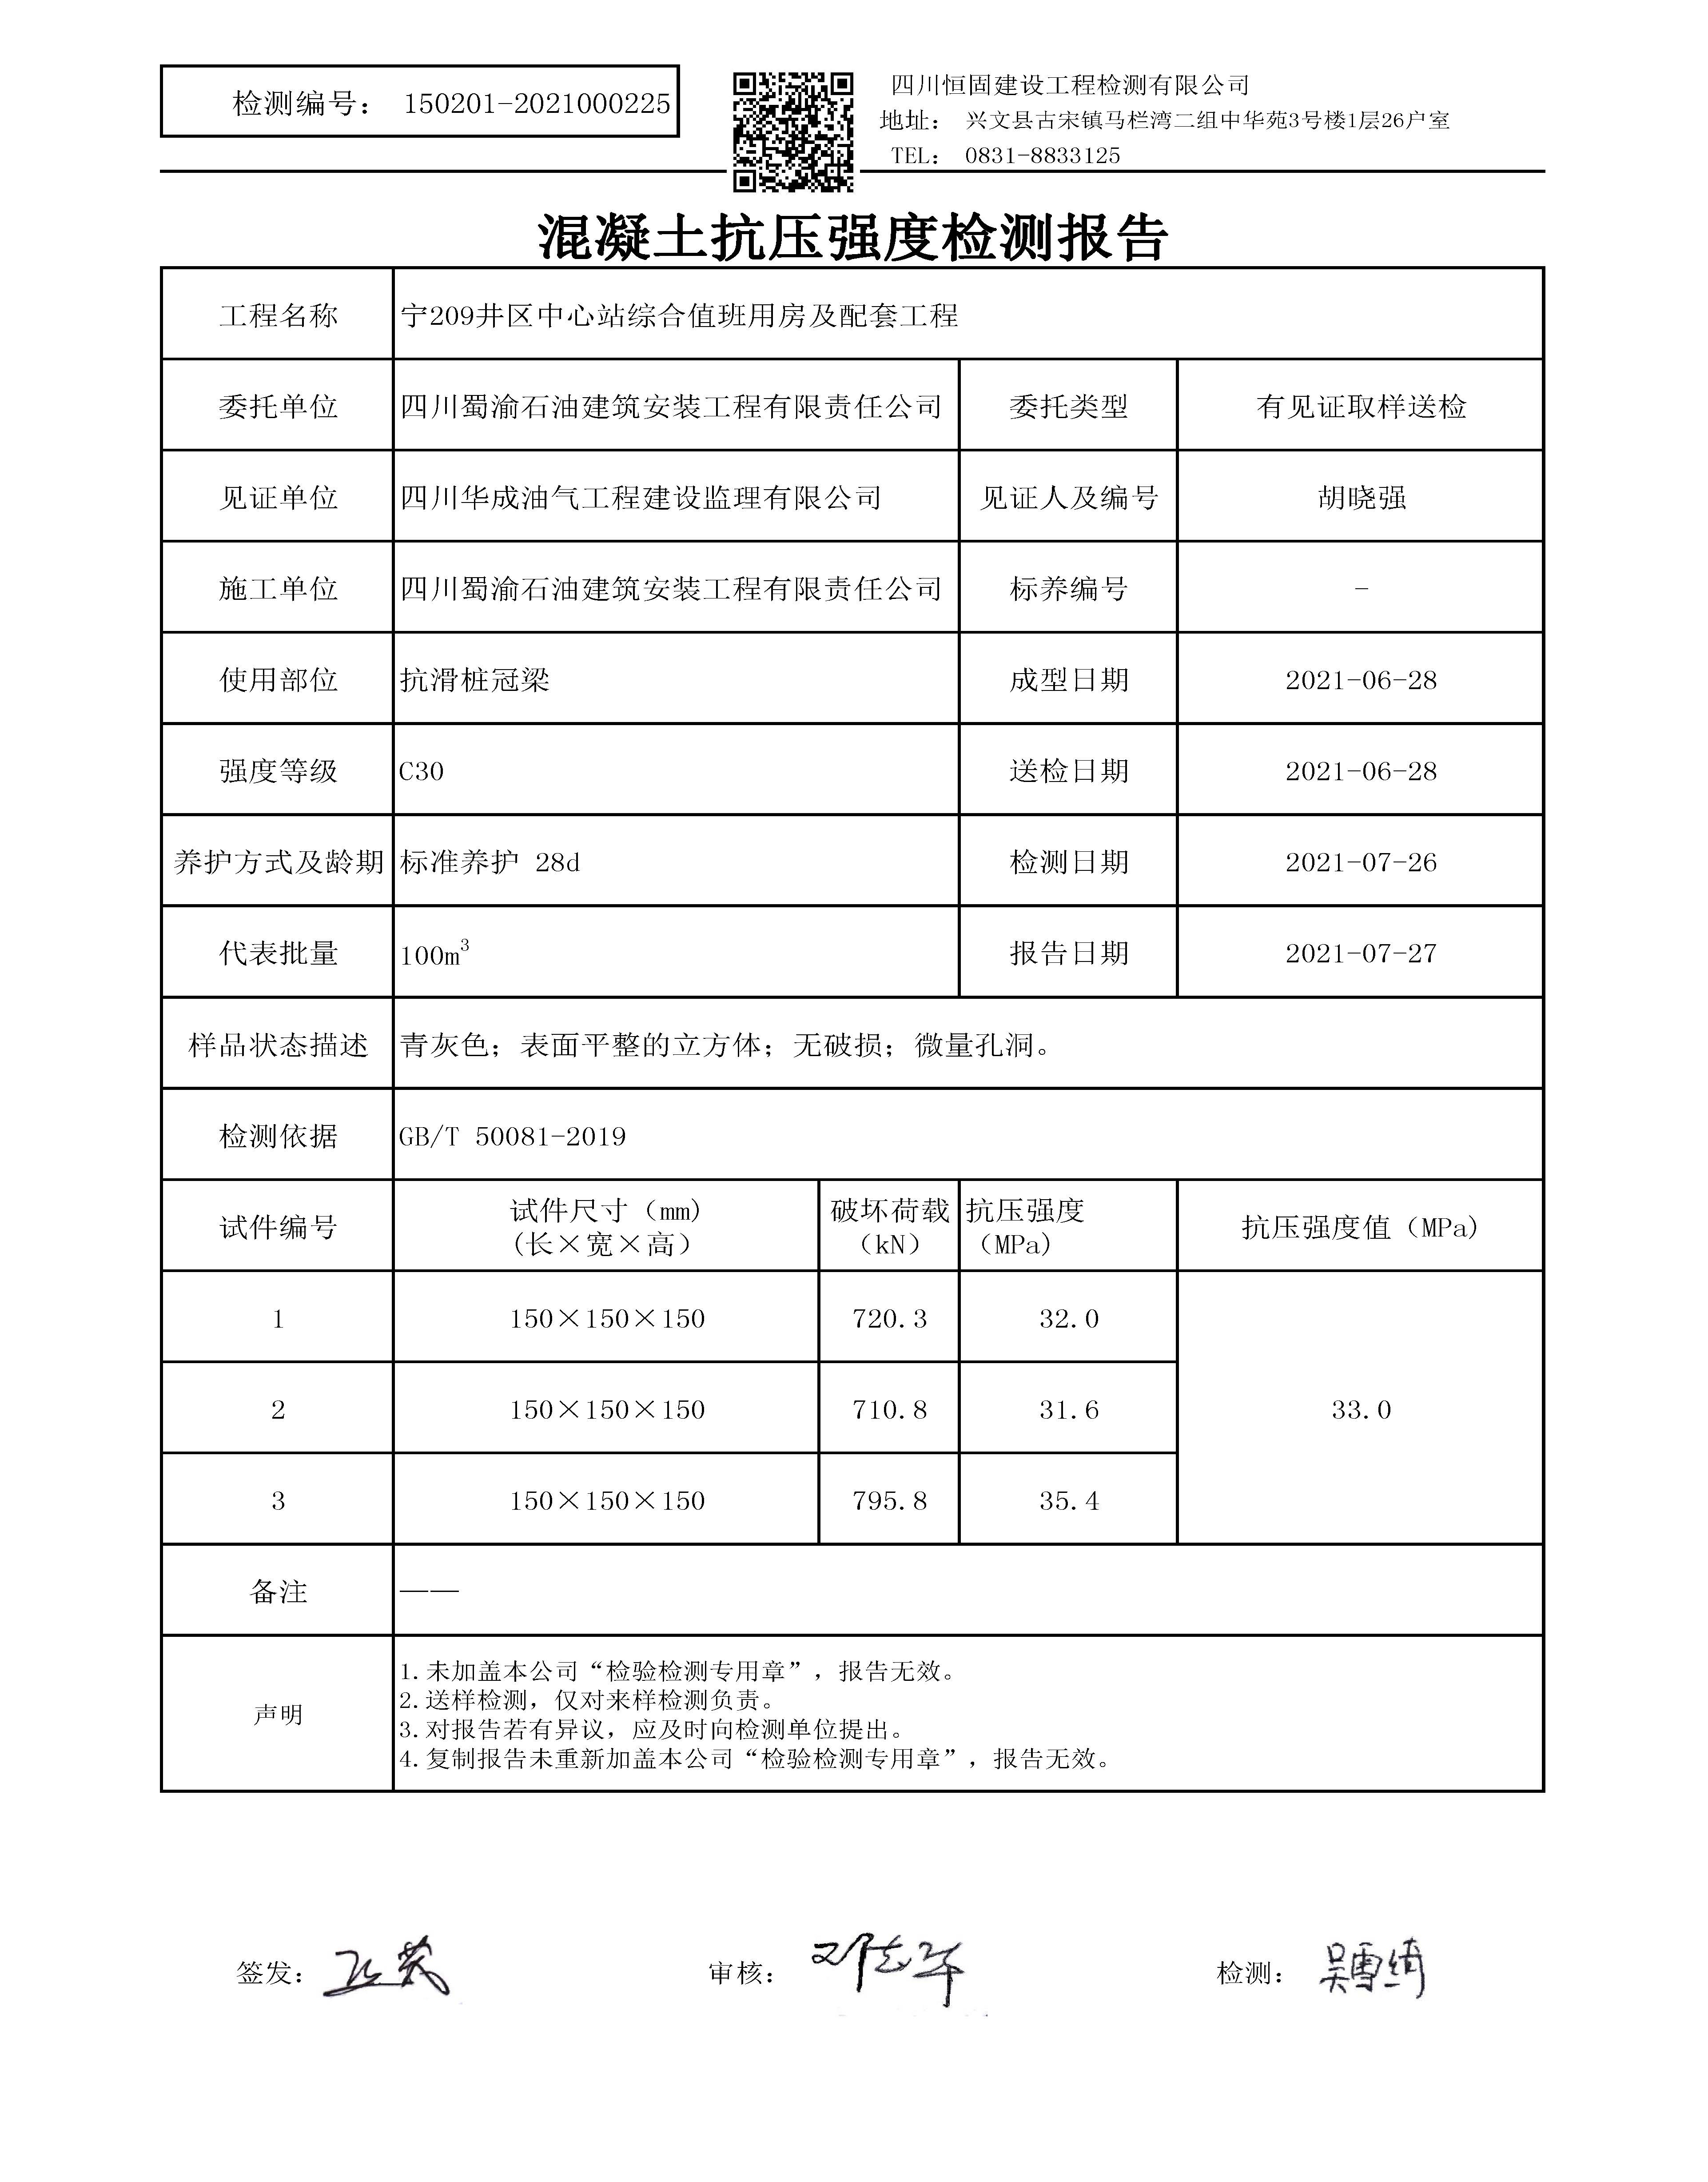 检测编号： 150201-2021000225
四川恒固建设工程检测有限公司
地址： 兴文县古宋镇马栏湾二组中华苑3号楼1层26户室
TEL： 0831-8833125
混凝土抗压强度检测报告
工程名称 宁209井区中心站综合值班用房及配套工程
委托单位 四川蜀渝石油建筑安装工程有限责任公司 委托类型 有见证取样送检
见证单位 四川华成油气工程建设监理有限公司 见证人及编号 胡晓强
施工单位 四川蜀渝石油建筑安装工程有限责任公司 标养编号 -
使用部位 抗滑桩冠梁 成型日期 2021-06-28
强度等级 C30 送检日期 2021-06-28
养护方式及龄期 标准养护 28d 检测日期 2021-07-26
代表批量 100m³ 报告日期 2021-07-27
样品状态描述 青灰色；表面平整的立方体；无破损；微量孔洞。
检测依据 GB/T 50081-2019
试件编号 试件尺寸（mm) (长×宽×高） 破坏荷载（kN） 抗压强度（MPa) 抗压强度值（MPa)
1 150×150×150 720.3 32.0
2 150×150×150 710.8 31.6 33.0
3 150×150×150 795.8 35.4
备注 ——
声明
1.未加盖本公司“检验检测专用章”，报告无效。
2.送样检测，仅对来样检测负责。
3.对报告若有异议，应及时向检测单位提出。
4.复制报告未重新加盖本公司“检验检测专用章”，报告无效。
签发： 审核： 邓志华 检测： 吴雪绮